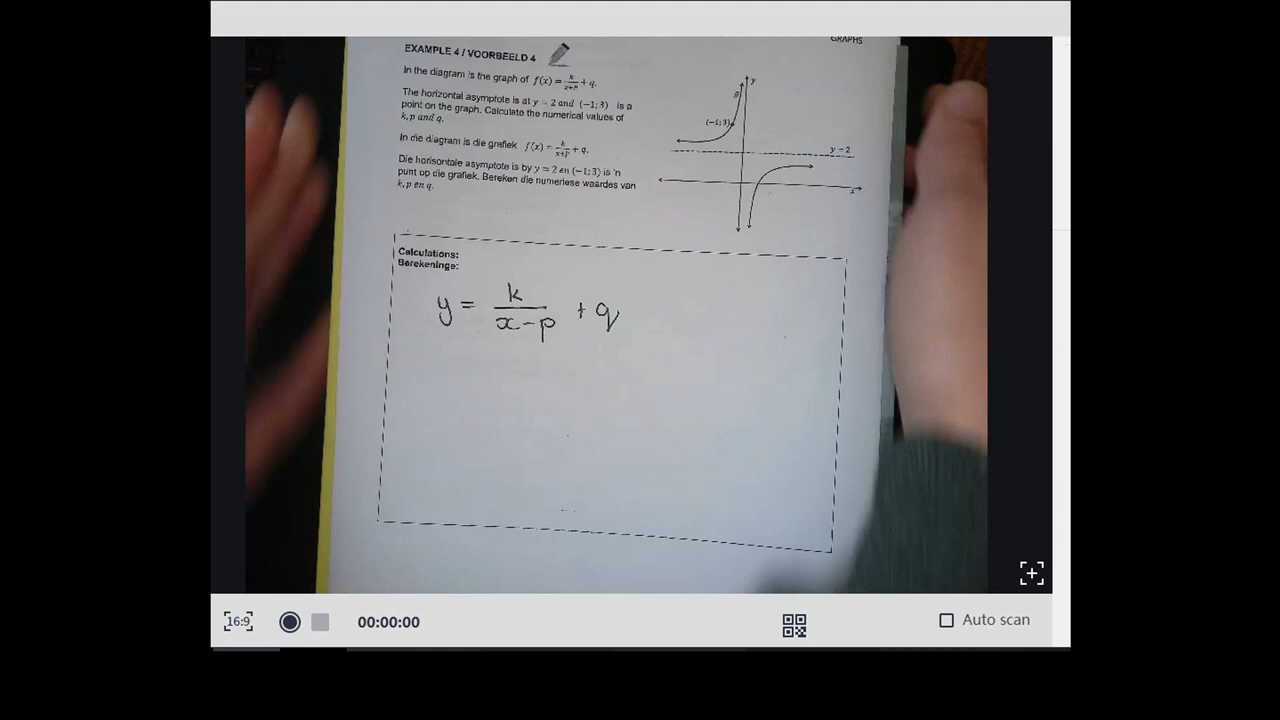 GRAPHS
EXAMPLE 4 / VOORBEELD 4
In the diagram is the graph of f(x) = k/(x+p) + q.
The horizontal asymptote is at y = 2 and (−1; 3) is a
point on the graph. Calculate the numerical values of
k, p and q.
In die diagram is die grafiek f(x) = k/(x+p) + q.
Die horisontale asymptote is by y = 2 en (−1; 3) is 'n
punt op die grafiek. Bereken die numeriese waardes van
k, p en q.
y
(−1; 3)
y = 2
x
Calculations:
Berekeninge:
y = k/(x−p) + q
16:9
00:00:00
Auto scan